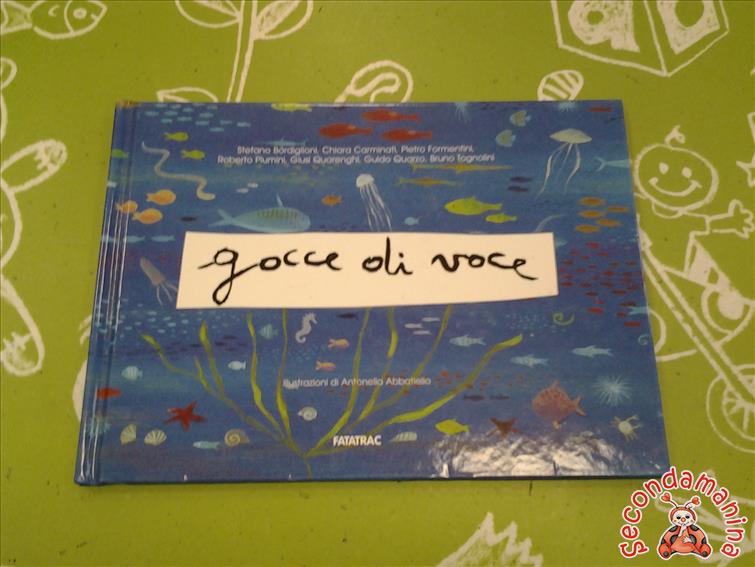 Stefano Bordiglioni, Chiara Carminati, Pietro Formentini,
Roberto Piumini, Giusi Quarenghi, Guido Quarzo, Bruno Tognolini
gocce di voce
illustrazioni di Antonella Abbatiello
FATATRAC
secondamanina